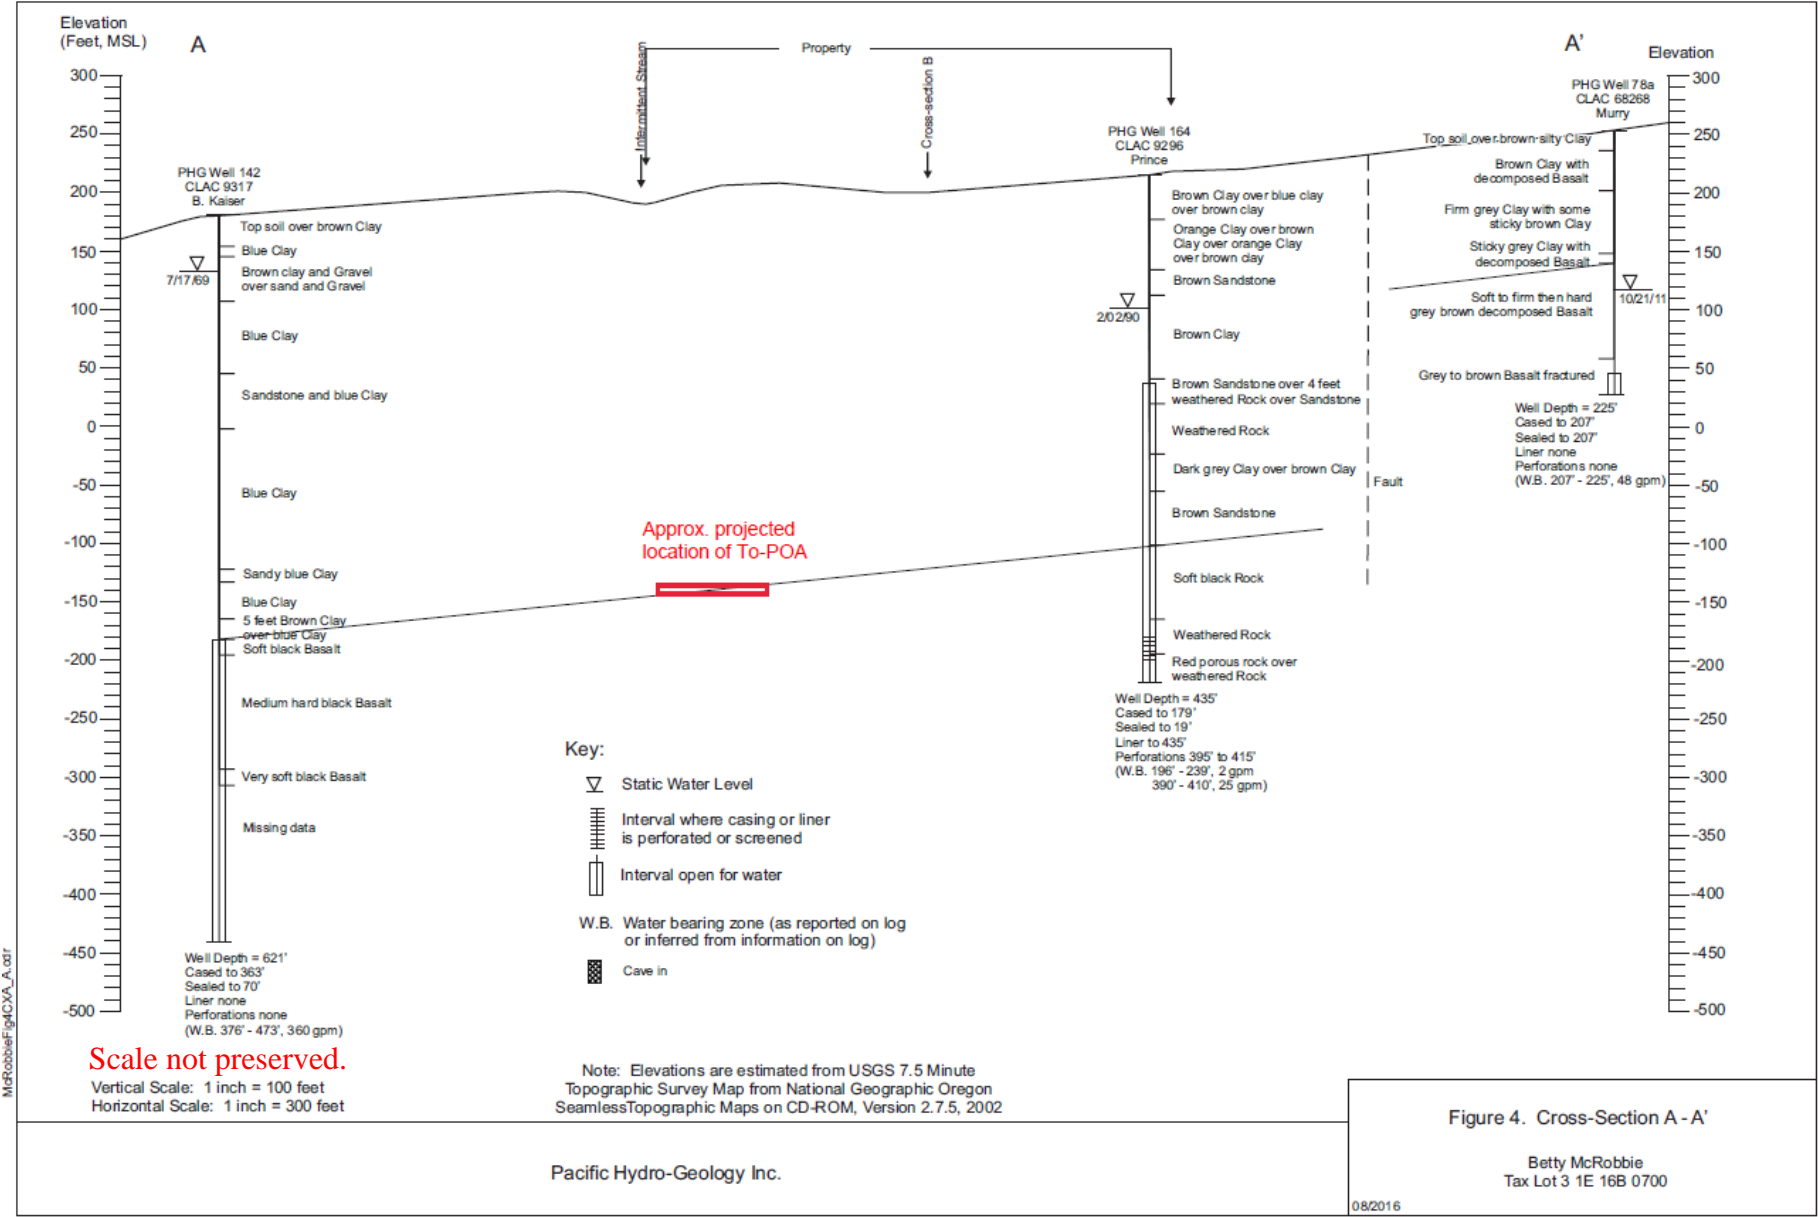 Elevation
(Feet, MSL)
A
Property
A'
Elevation
Intermittent Stream
Cross-section B
300
250
200
150
100
50
0
-50
-100
-150
-200
-250
-300
-350
-400
-450
-500
PHG Well 142
CLAC 9317
B. Kaiser
Top soil over brown Clay
Blue Clay
7/17/69
Brown clay and Gravel
over sand and Gravel
Blue Clay
Sandstone and blue Clay
Blue Clay
Sandy blue Clay
Blue Clay
5 feet Brown Clay
over blue Clay
Soft black Basalt
Medium hard black Basalt
Very soft black Basalt
Missing data
Well Depth = 621'
Cased to 363'
Sealed to 70'
Liner none
Perforations none
(W.B. 376' - 473', 360 gpm)
Approx. projected
location of To-POA
PHG Well 164
CLAC 9296
Prince
Brown Clay over blue clay
over brown clay
Orange Clay over brown
Clay over orange Clay
over brown clay
Brown Sandstone
2/02/90
Brown Clay
Brown Sandstone over 4 feet
weathered Rock over Sandstone
Weathered Rock
Dark grey Clay over brown Clay
Brown Sandstone
Soft black Rock
Weathered Rock
Red porous rock over
weathered Rock
Well Depth = 435'
Cased to 179'
Sealed to 19'
Liner to 435'
Perforations 395' to 415'
(W.B. 196' - 239', 2 gpm
390' - 410', 25 gpm)
Fault
PHG Well 78a
CLAC 68268
Murry
Top soil over brown silty Clay
Brown Clay with
decomposed Basalt
Firm grey Clay with some
sticky brown Clay
Sticky grey Clay with
decomposed Basalt
10/21/11
Soft to firm then hard
grey brown decomposed Basalt
Grey to brown Basalt fractured
Well Depth = 225'
Cased to 207'
Sealed to 207'
Liner none
Perforations none
(W.B. 207' - 225', 48 gpm)
300
250
200
150
100
50
0
-50
-100
-150
-200
-250
-300
-350
-400
-450
-500
Key:
Static Water Level
Interval where casing or liner
is perforated or screened
Interval open for water
W.B. Water bearing zone (as reported on log
or inferred from information on log)
Cave in
Scale not preserved.
Vertical Scale: 1 inch = 100 feet
Horizontal Scale: 1 inch = 300 feet
Note: Elevations are estimated from USGS 7.5 Minute
Topographic Survey Map from National Geographic Oregon
SeamlessTopographic Maps on CD-ROM, Version 2.7.5, 2002
McRobbieFig4CXA_A.cdr
Pacific Hydro-Geology Inc.
Figure 4. Cross-Section A - A'
Betty McRobbie
Tax Lot 3 1E 16B 0700
08/2016